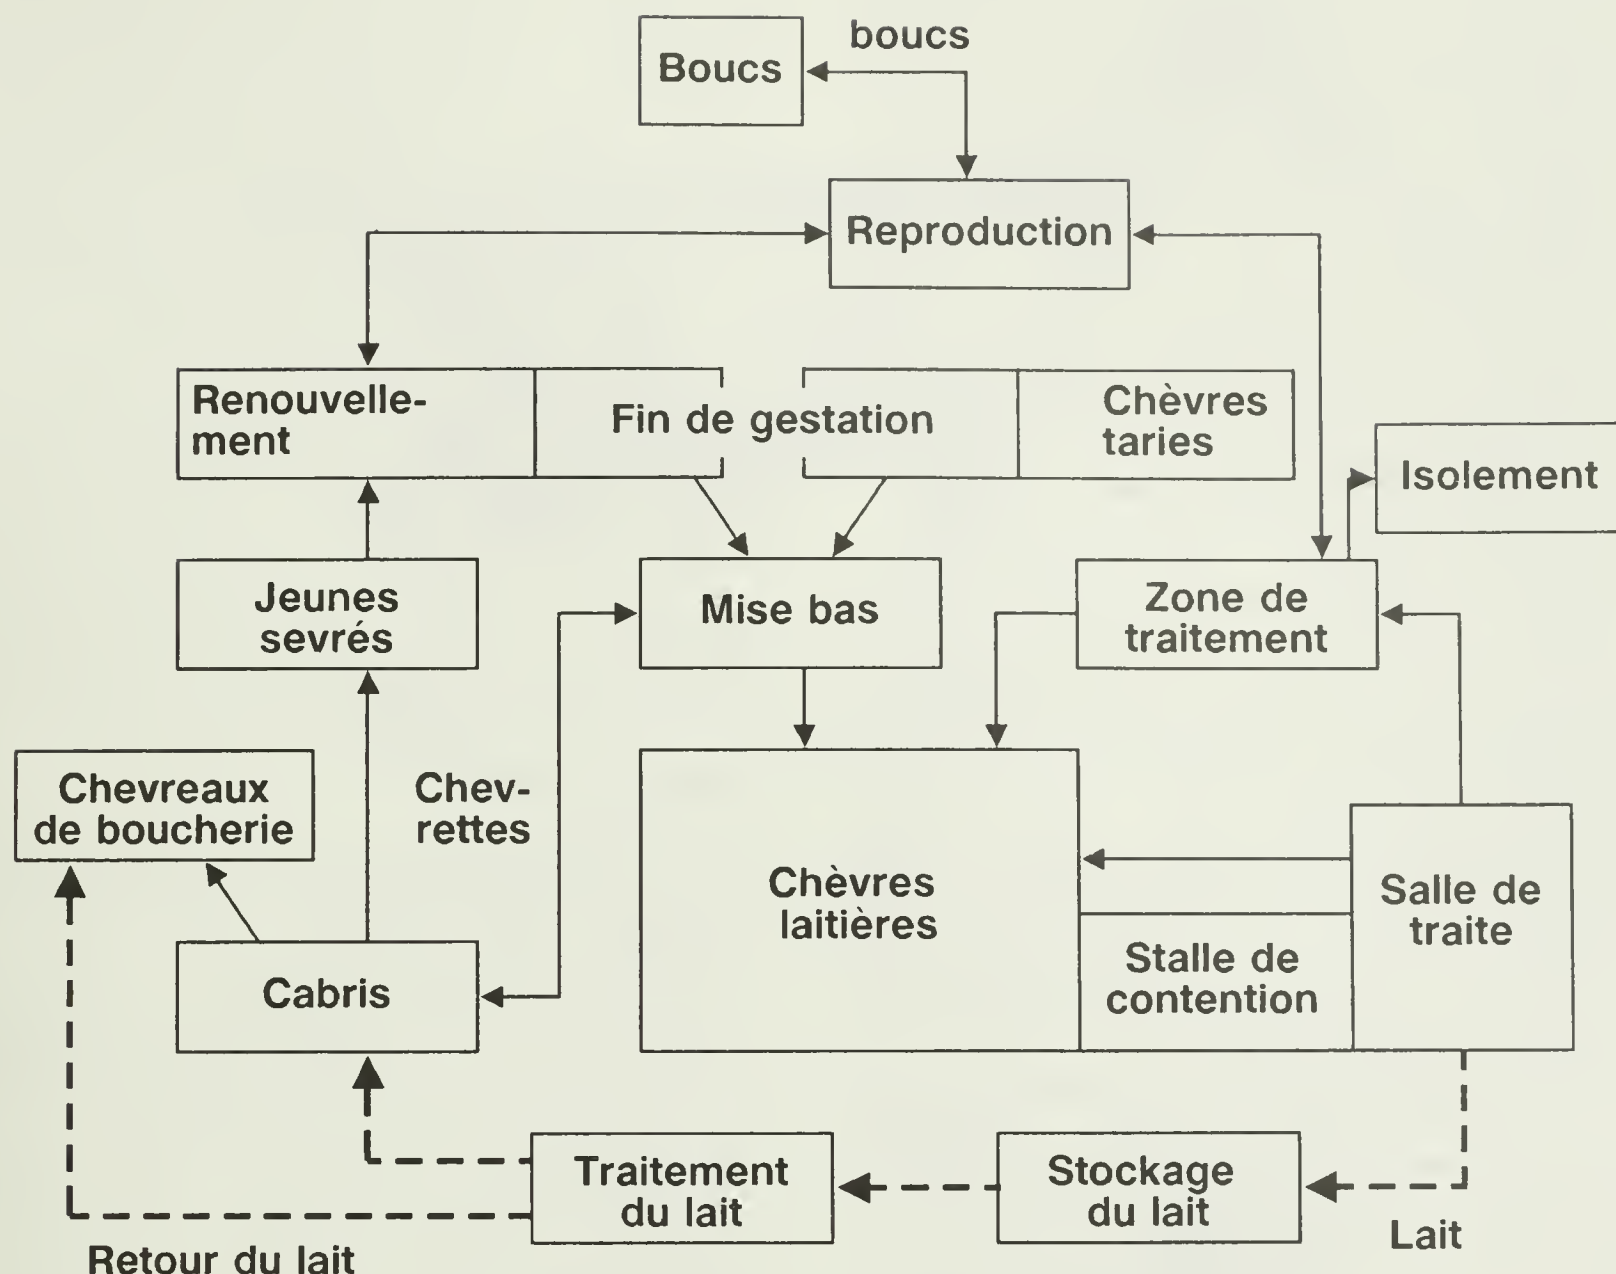 boucs
Boucs
Reproduction
Renouvelle-
ment
Fin de gestation
Chèvres
taries
Isolement
Jeunes
sevrés
Mise bas
Zone de
traitement
Chevreaux
de boucherie
Chev-
rettes
Chèvres
laitières
Salle de
traite
Stalle de
contention
Cabris
Traitement
du lait
Stockage
du lait
Lait
Retour du lait